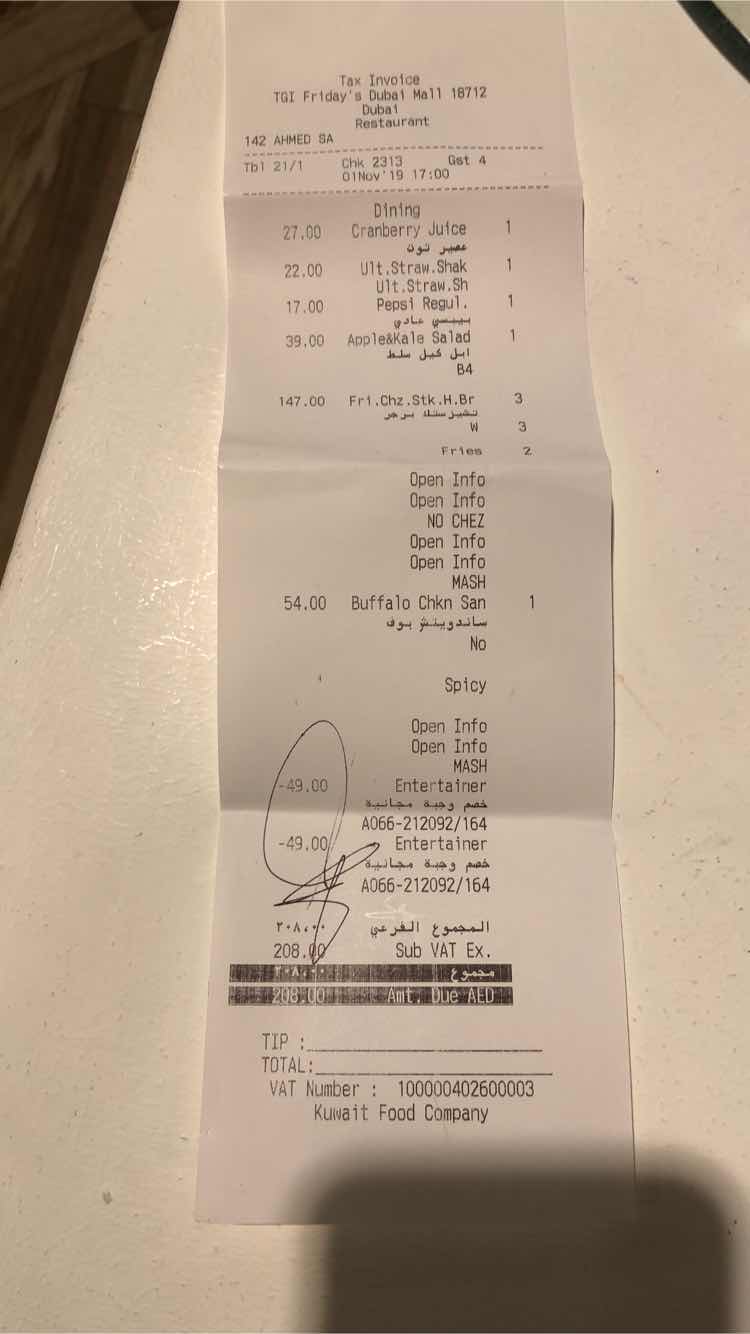 Tax Invoice
TGI Friday's Dubai Mall 18712
Dubai
Restaurant
142 AHMED SA
Tbl 21/1 Chk 2313 Gst 4
01Nov'19 17:00
Dining
27.00 Cranberry Juice 1
عصير توت
22.00 Ult.Straw.Shak 1
Ult.Straw.Sh
17.00 Pepsi Regul. 1
بيبسي عادي
39.00 Apple&Kale Salad 1
ابل كيل سلط
B4
147.00 Fri.Chz.Stk.H.Br 3
تشيز ستك برجر
W 3
Fries 2
Open Info
Open Info
NO CHEZ
Open Info
Open Info
MASH
54.00 Buffalo Chkn San 1
ساندويتش بوف
No
Spicy
Open Info
Open Info
MASH
-49.00 Entertainer
خصم وجبة مجانية
A066-212092/164
-49.00 Entertainer
خصم وجبة مجانية
A066-212092/164
٢٠٨،٠٠ المجموع الفرعي
208.00 Sub VAT Ex.
٢٠٨،٠٠ مجموع
208.00 Amt. Due AED
TIP :
TOTAL:
VAT Number : 100000402600003
Kuwait Food Company